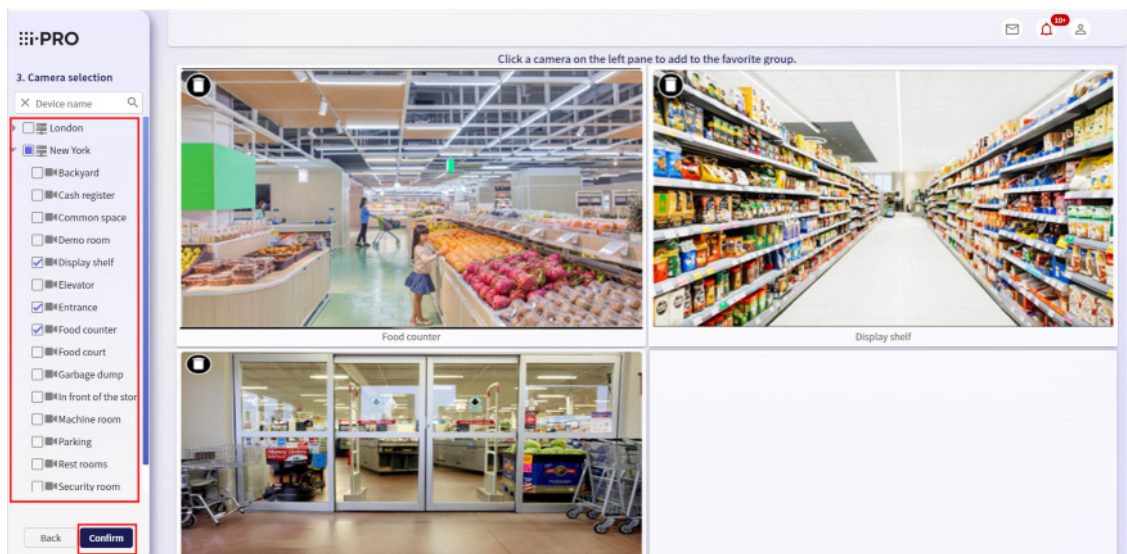 i-PRO
10+
3. Camera selection
Click a camera on the left pane to add to the favorite group.
Device name
London
New York
Backyard
Cash register
Common space
Demo room
Display shelf
Elevator
Entrance
Food counter
Food court
Garbage dump
In front of the stor
Machine room
Parking
Rest rooms
Security room
Back
Confirm
Food counter
Display shelf
Money Orders